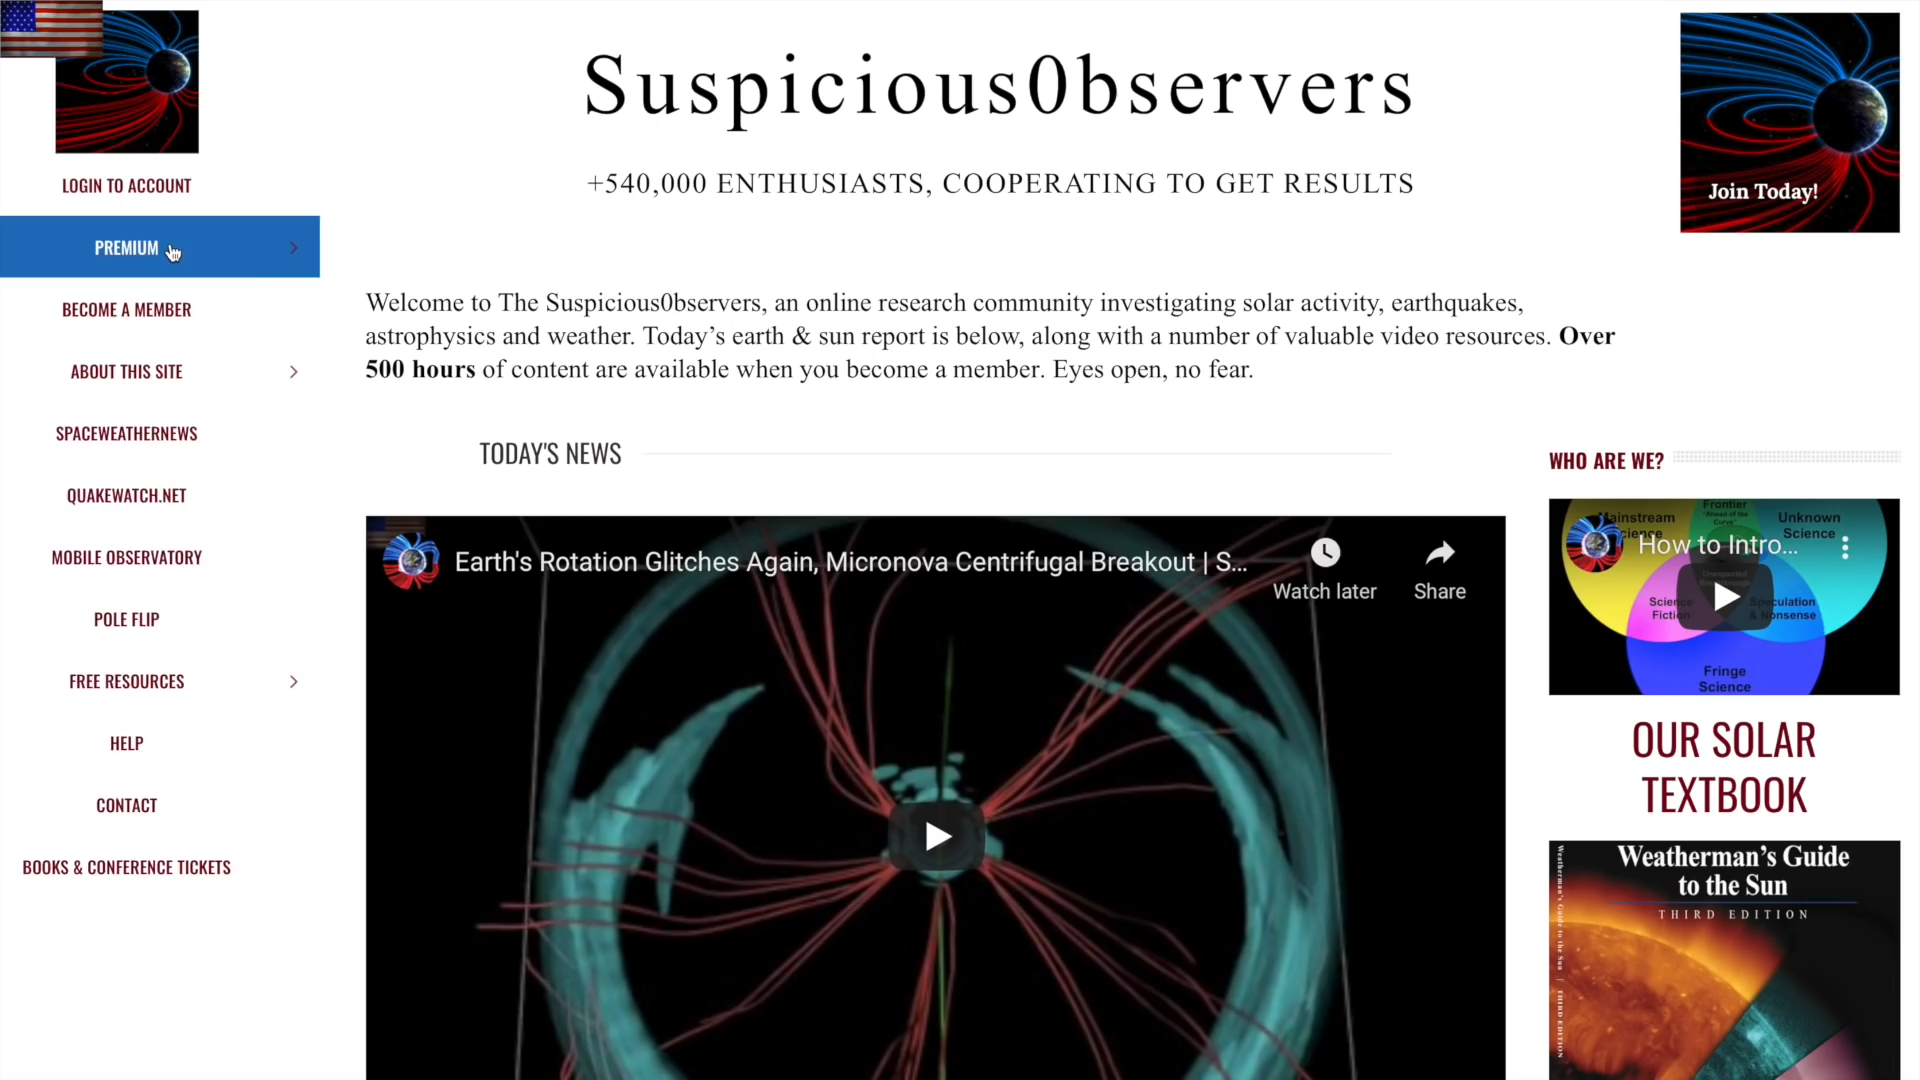 Suspicious0bservers
+540,000 ENTHUSIASTS, COOPERATING TO GET RESULTS
Join Today!
LOGIN TO ACCOUNT
PREMIUM
BECOME A MEMBER
ABOUT THIS SITE
SPACEWEATHERNEWS
QUAKEWATCH.NET
MOBILE OBSERVATORY
POLE FLIP
FREE RESOURCES
HELP
CONTACT
BOOKS & CONFERENCE TICKETS
Welcome to The Suspicious0bservers, an online research community investigating solar activity, earthquakes,
astrophysics and weather. Today’s earth & sun report is below, along with a number of valuable video resources. Over
500 hours of content are available when you become a member. Eyes open, no fear.
TODAY'S NEWS
Earth's Rotation Glitches Again, Micronova Centrifugal Breakout | S...
Watch later
Share
WHO ARE WE?
Frontier
"Ahead of the
Curve"
Mainstream
Unknown
Science
How to Intro...
Science
Fiction
Speculation
& Nonsense
Fringe
Science
OUR SOLAR
TEXTBOOK
Weatherman’s Guide
to the Sun
THIRD EDITION
Weatherman's Guide to the Sun | THIRD EDITION